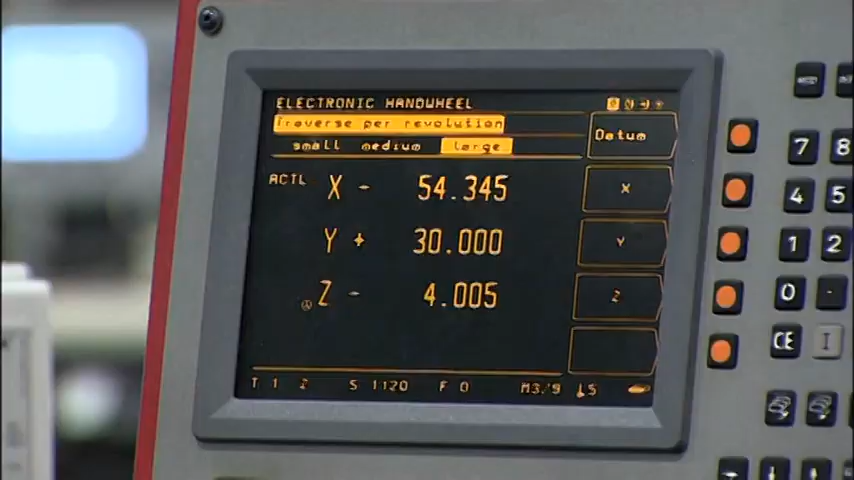 ELECTRONIC HANDWHEEL
Traverse per revolution
small medium large
Datum
ACTL X - 54.345
X
Y + 30.000
Y
Z - 4.005
Z
T 1 Z S 1120 F 0 M3/9 5
7 8
4 5
1 2
0 .
CE I